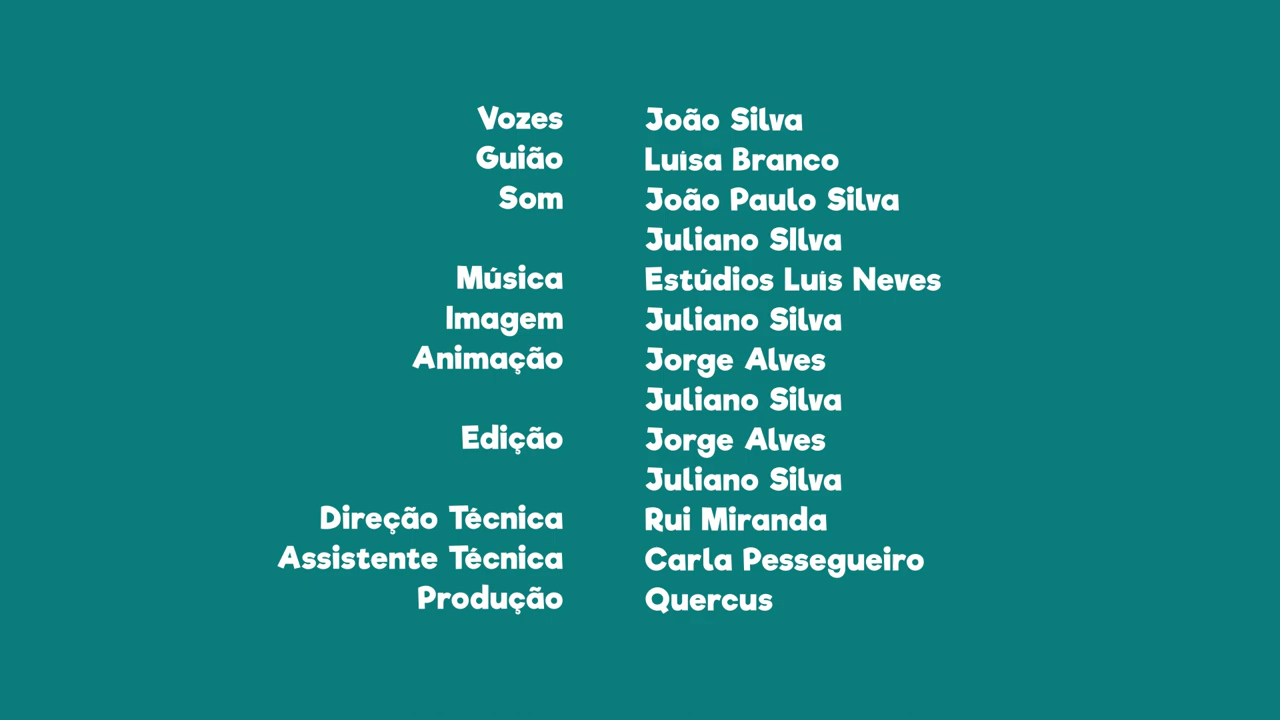 Vozes João Silva
Guião Luísa Branco
Som João Paulo Silva
Juliano SIlva
Música Estúdios Luís Neves
Imagem Juliano Silva
Animação Jorge Alves
Juliano Silva
Edição Jorge Alves
Juliano Silva
Direção Técnica Rui Miranda
Assistente Técnica Carla Pessegueiro
Produção Quercus